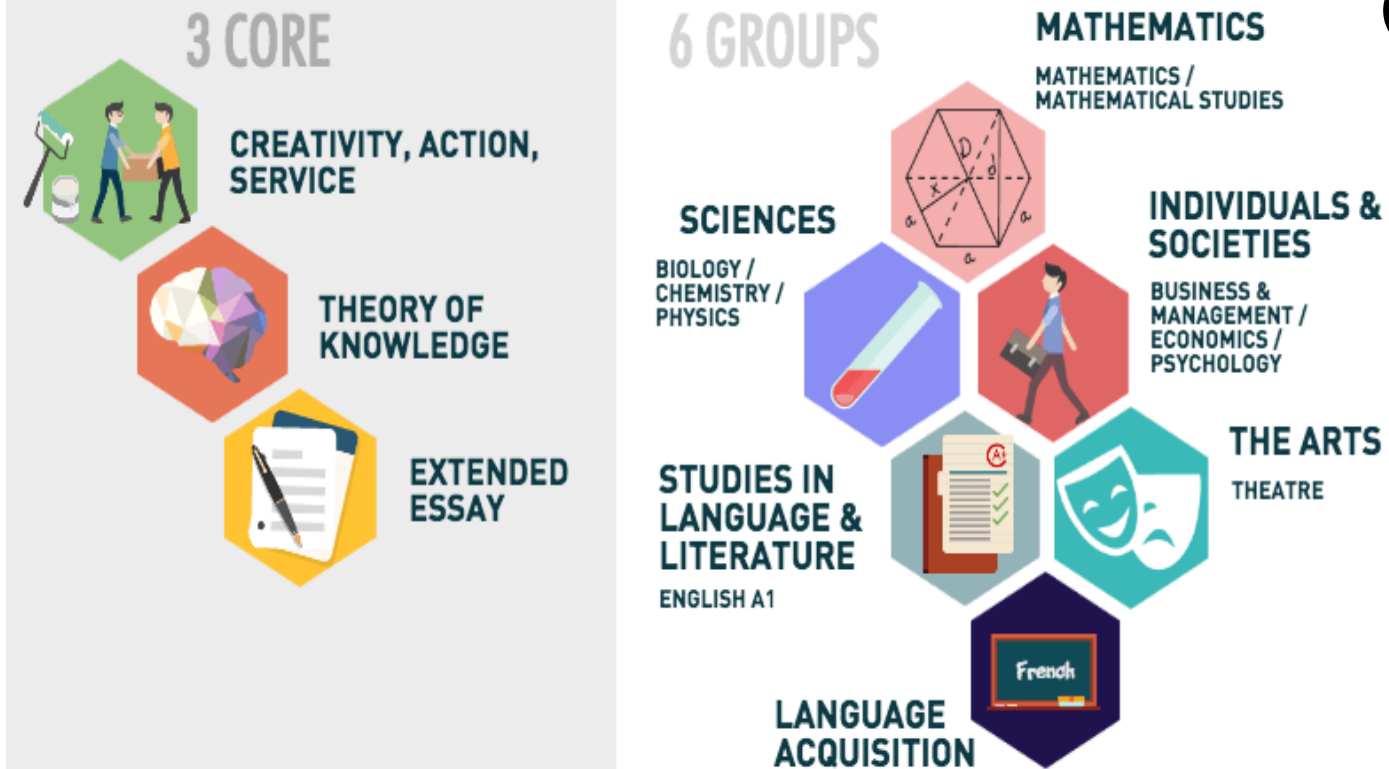 3 CORE
CREATIVITY, ACTION,
SERVICE
THEORY OF
KNOWLEDGE
EXTENDED
ESSAY
6 GROUPS
MATHEMATICS
MATHEMATICS /
MATHEMATICAL STUDIES
D
d
x
a
a
a
SCIENCES
BIOLOGY /
CHEMISTRY /
PHYSICS
INDIVIDUALS &
SOCIETIES
BUSINESS &
MANAGEMENT /
ECONOMICS /
PSYCHOLOGY
STUDIES IN
LANGUAGE &
LITERATURE
ENGLISH A1
A+
THE ARTS
THEATRE
French
LANGUAGE
ACQUISITION